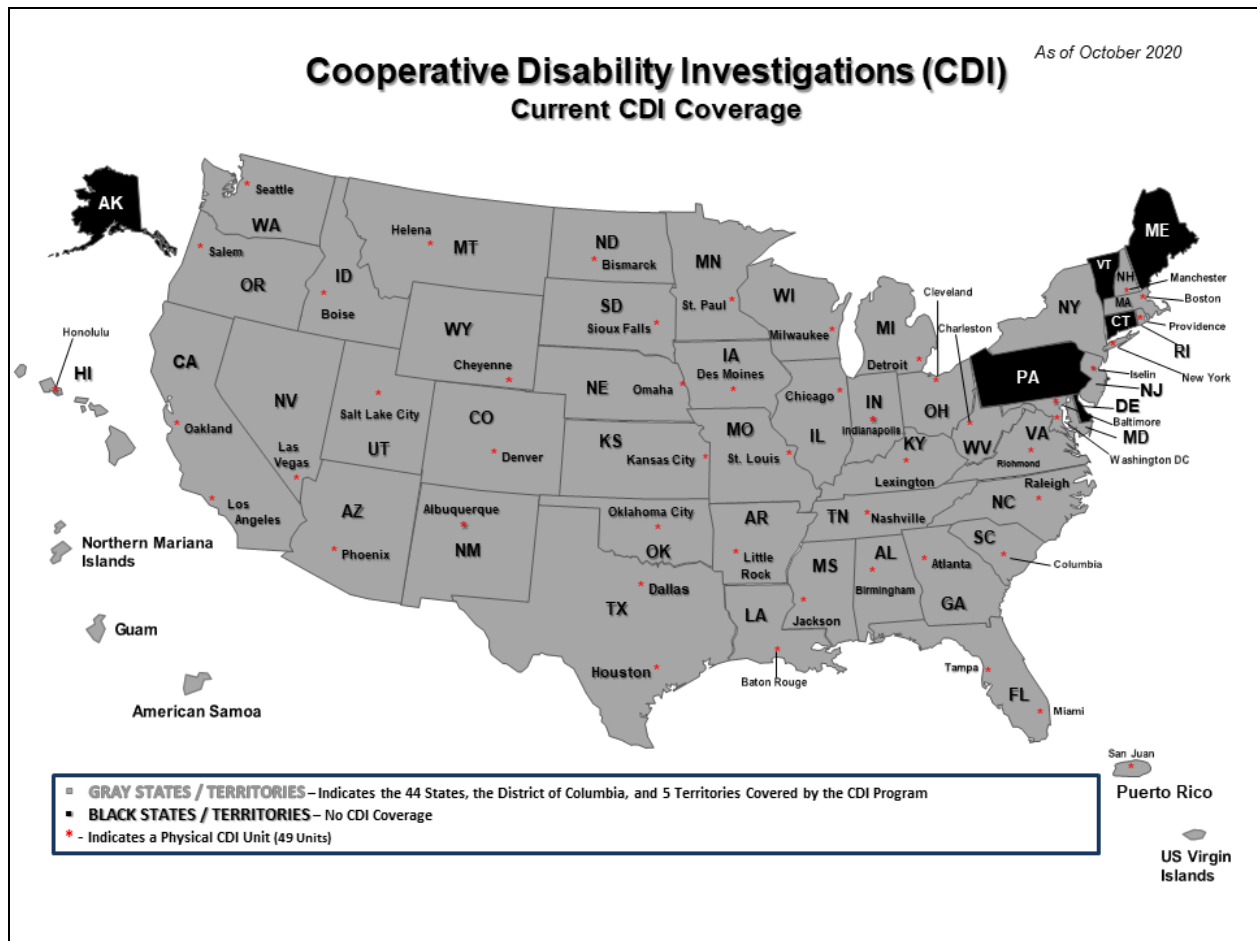 As of October 2020
Cooperative Disability Investigations (CDI)
Current CDI Coverage
AK
* Seattle
WA
* Salem
OR
Helena *
MT
ID
*
Boise
ND
* Bismarck
MN
St. Paul *
SD
Sioux Falls *
WI
Milwaukee *
MI
Detroit *
Cleveland
*
Charleston
*
NY
VT
NH
*
ME
Manchester
MA
*
Boston
CT
*
Providence
RI
*
New York
*
Iselin
NJ
PA
DE
*
Baltimore
MD
*
Washington DC
Honolulu
*
HI
CA
* Oakland
* Los
Angeles
NV
Las
Vegas
*
*
Salt Lake City
UT
WY
Cheyenne *
CO
* Denver
NE
Omaha *
IA
Des Moines
*
KS
Kansas City *
MO
St. Louis *
Chicago *
IL
IN
*
Indianapolis
OH
WV
KY
*
Lexington
VA
*
Richmond
Raleigh
*
NC
TN
* Nashville
SC
*
Columbia
AZ
* Phoenix
Albuquerque
*
NM
Oklahoma City
*
OK
AR
* Little
Rock
MS
*
Jackson
AL
*
Birmingham
* Atlanta
GA
TX
* Dallas
Houston *
LA
*
Baton Rouge
Tampa *
FL
* Miami
Northern Mariana
Islands
Guam
American Samoa
San Juan
*
Puerto Rico
US Virgin
Islands
GRAY STATES / TERRITORIES – Indicates the 44 States, the District of Columbia, and 5 Territories Covered by the CDI Program
BLACK STATES / TERRITORIES – No CDI Coverage
* - Indicates a Physical CDI Unit (49 Units)